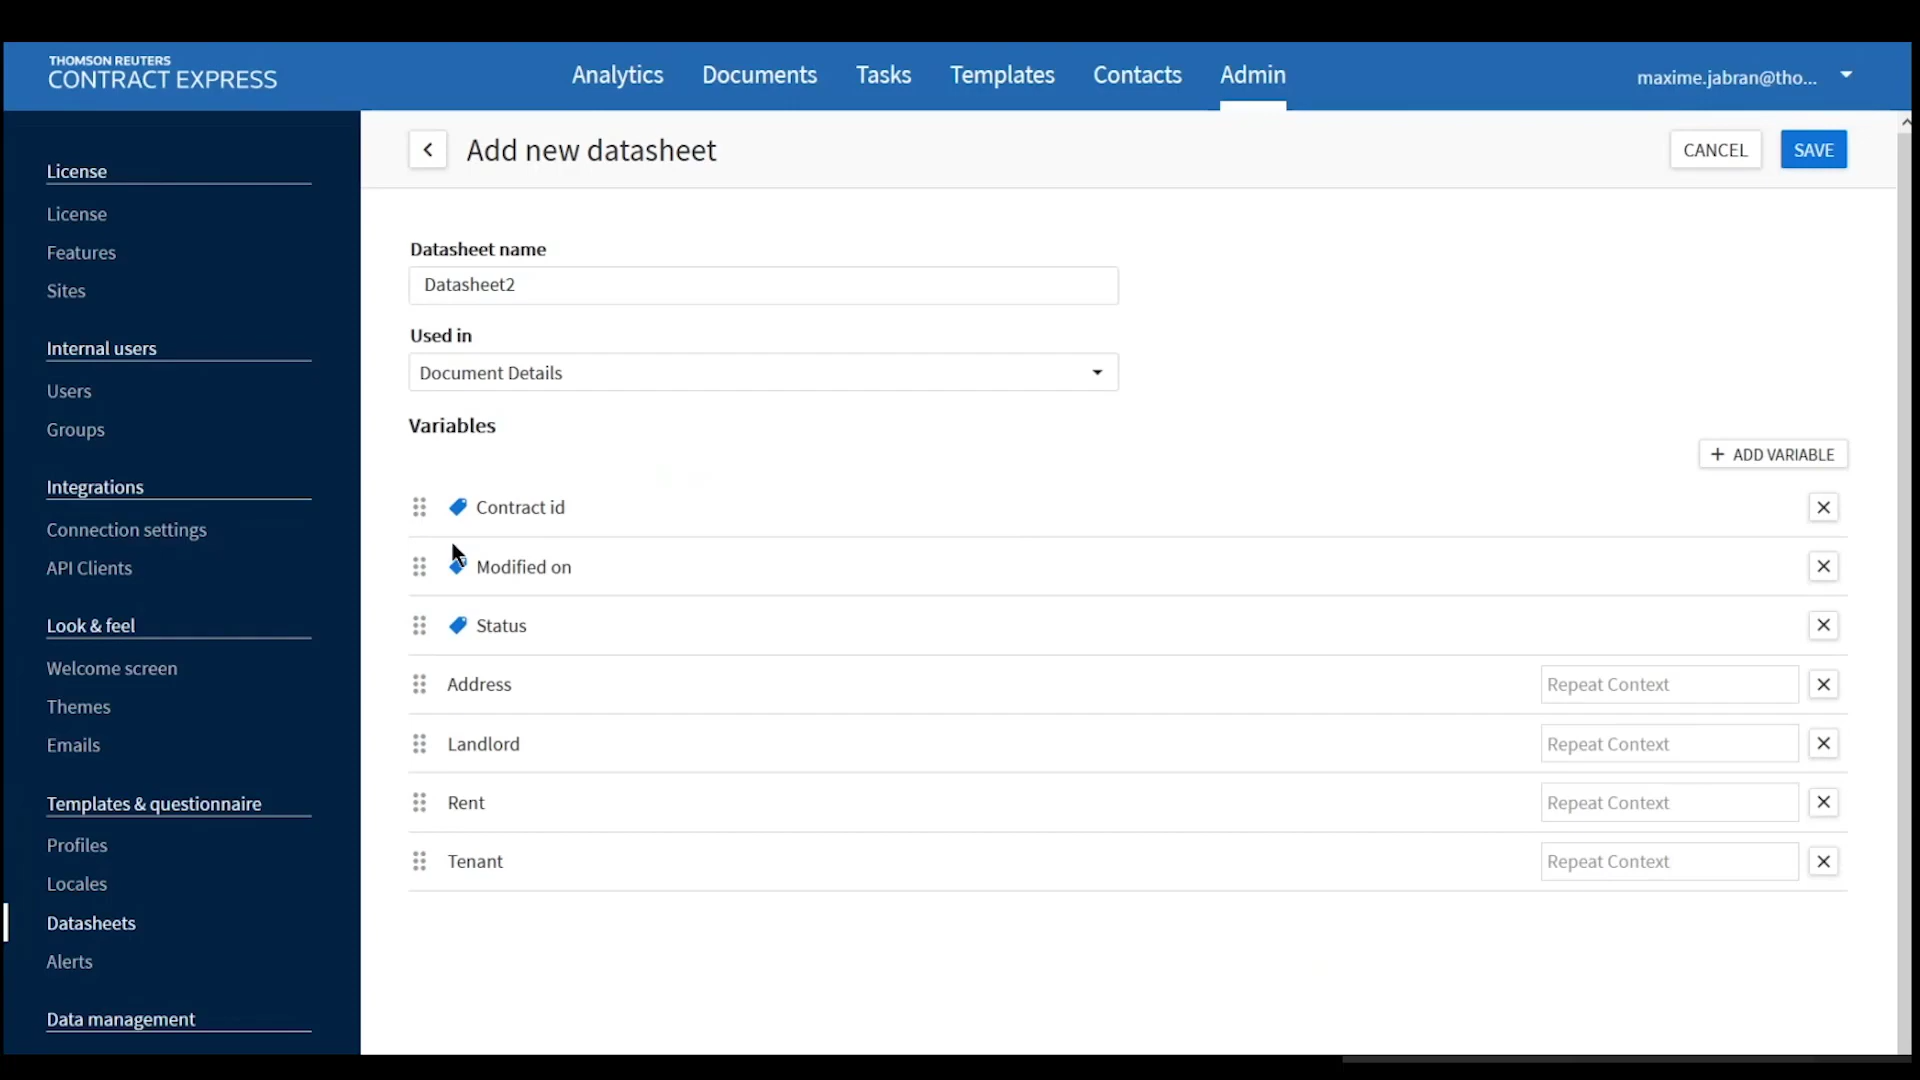 THOMSON REUTERS
CONTRACT EXPRESS
Analytics Documents Tasks Templates Contacts Admin
maxime.jabran@tho...
License
License
Features
Sites
Internal users
Users
Groups
Integrations
Connection settings
API Clients
Look & feel
Welcome screen
Themes
Emails
Templates & questionnaire
Profiles
Locales
Datasheets
Alerts
Data management
Add new datasheet
CANCEL SAVE
Datasheet name
Datasheet2
Used in
Document Details
Variables
+ ADD VARIABLE
Contract id
Modified on
Status
Address Repeat Context
Landlord Repeat Context
Rent Repeat Context
Tenant Repeat Context